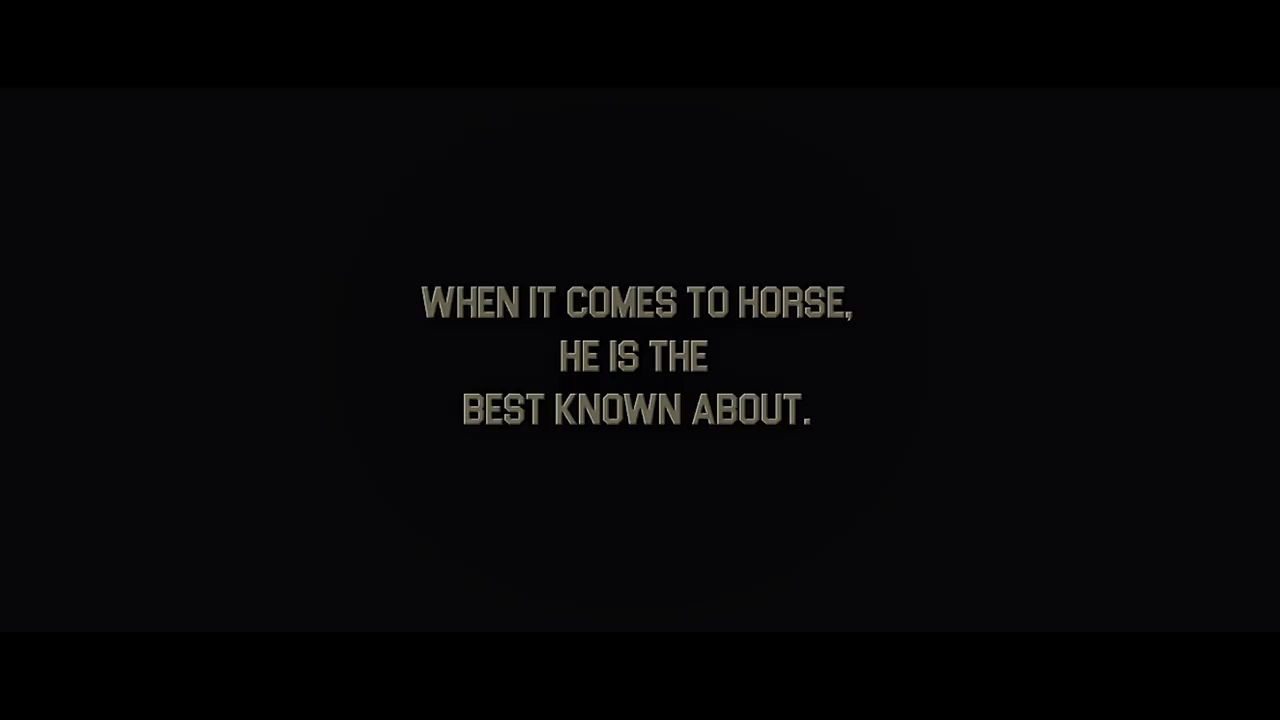 WHEN IT COMES TO HORSE,
HE IS THE
BEST KNOWN ABOUT.